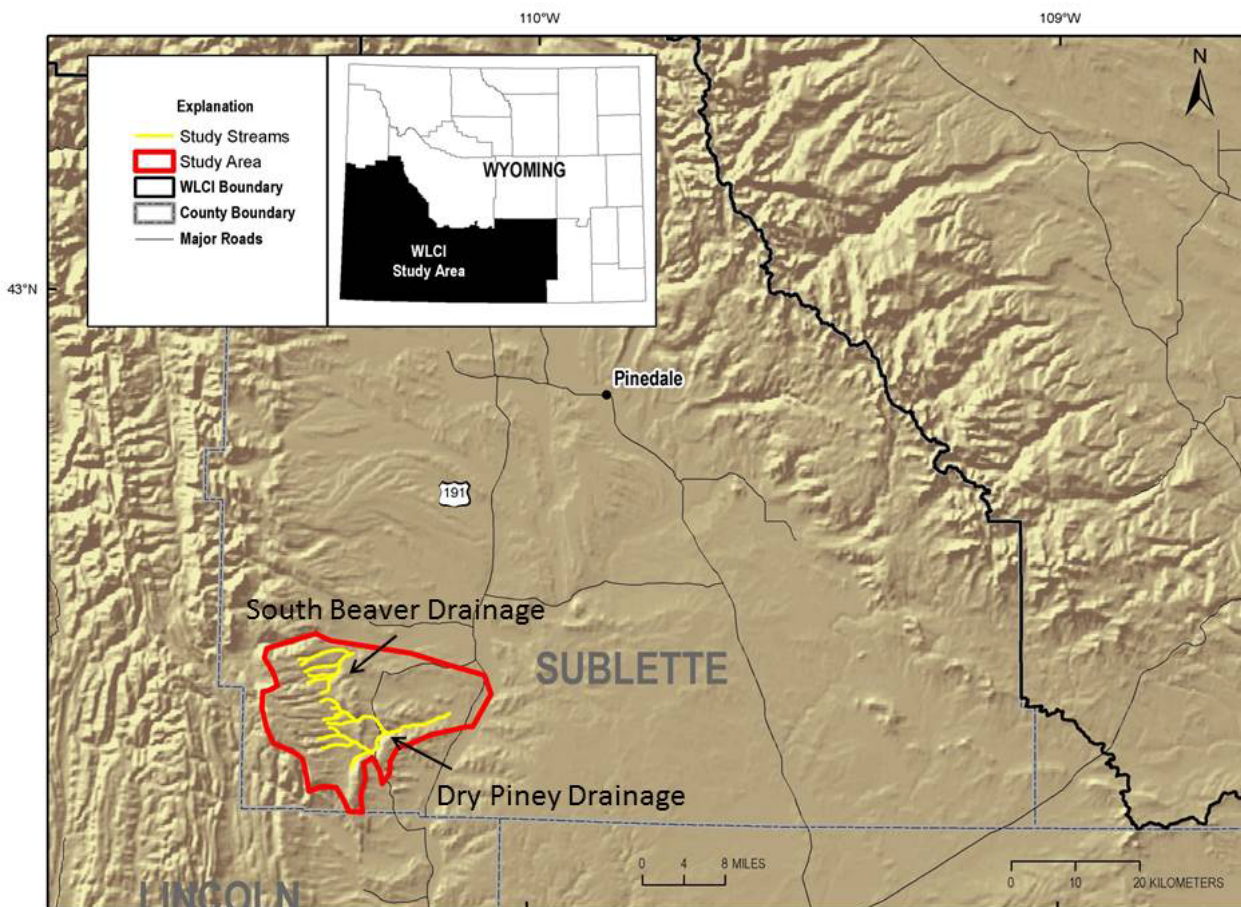 110°W
109°W
Explanation
Study Streams
Study Area
WLCI Boundary
County Boundary
Major Roads
WYOMING
WLCI
Study Area
N
43°N
Pinedale
191
South Beaver Drainage
SUBLETTE
Dry Piney Drainage
0 4 8 MILES
0 10 20 KILOMETERS
LINCOLN